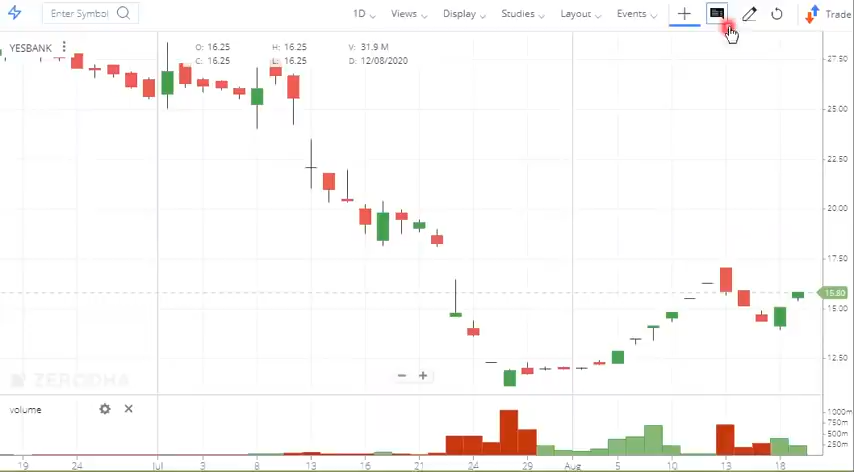 Enter Symbol 1D Views Display Studies Layout Events Trade
YESBANK O: 16.25 H: 16.25 V: 31.9 M
C: 16.25 L: 16.25 D: 12/08/2020
27.50
25.00
22.50
20.00
17.50
15.80
15.00
12.50
ZERODHA
volume
1000m
750m
500m
250m
19 24 Jul 3 8 13 16 21 24 29 Aug 5 10 13 18